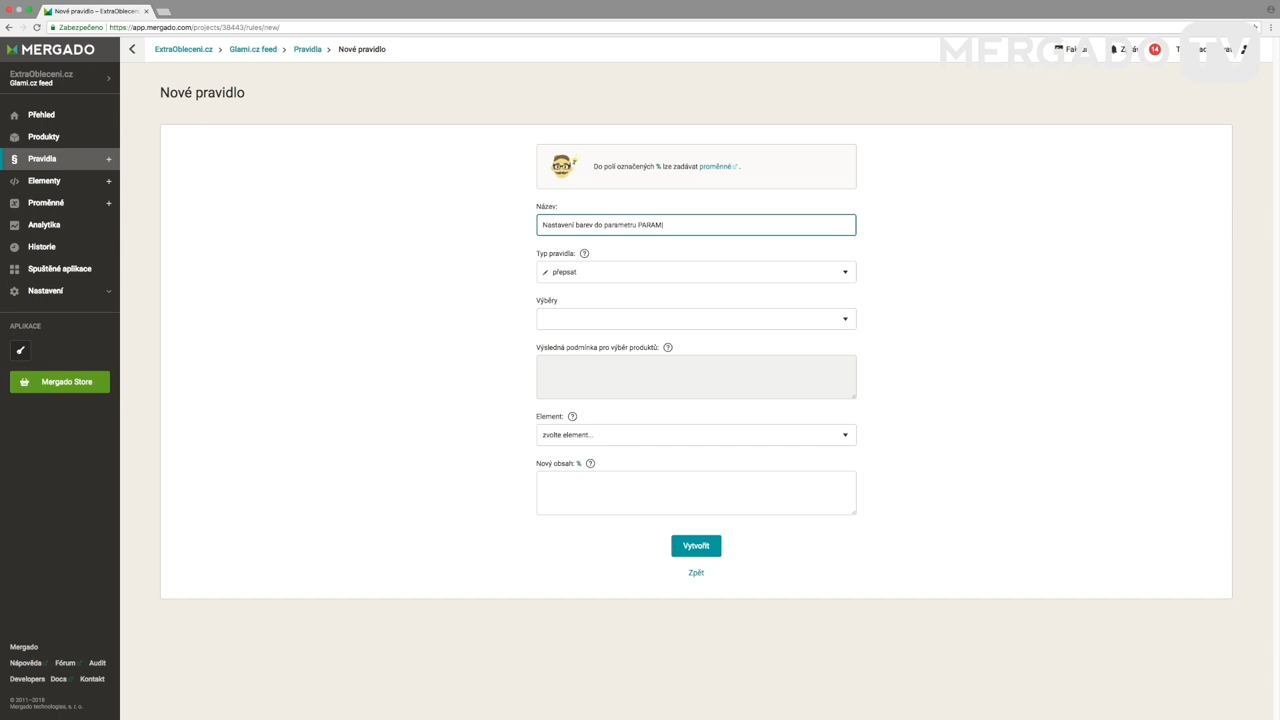 Nové pravidlo – ExtraObleceni.c
Zabezpečeno https://app.mergado.com/projects/38443/rules/new/
MERGADO
ExtraObleceni.cz > Glami.cz feed > Pravidla > Nové pravidlo
14
MERGADO TV
ExtraObleceni.cz
Glami.cz feed
Nové pravidlo
Přehled
Produkty
Pravidla +
Elementy +
Proměnné +
Analytika
Historie
Spuštěné aplikace
Nastavení
APLIKACE
Mergado Store
Do polí označených % lze zadávat proměnné.
Název:
Nastavení barev do parametru PARAM
Typ pravidla: ?
přepsat
Výběry
Výsledná podmínka pro výběr produktů: ?
Element: ?
zvolte element...
Nový obsah: % ?
Vytvořit
Zpět
Mergado
Nápověda Fórum Audit
Developers Docs Kontakt
© 2011–2018
Mergado technologies, s. r. o.